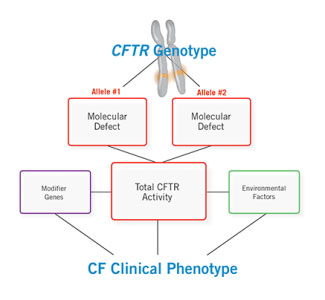 CFTR Genotype
Allele #1
Allele #2
Molecular
Defect
Molecular
Defect
Modifier
Genes
Total CFTR
Activity
Environmental
Factors
CF Clinical Phenotype